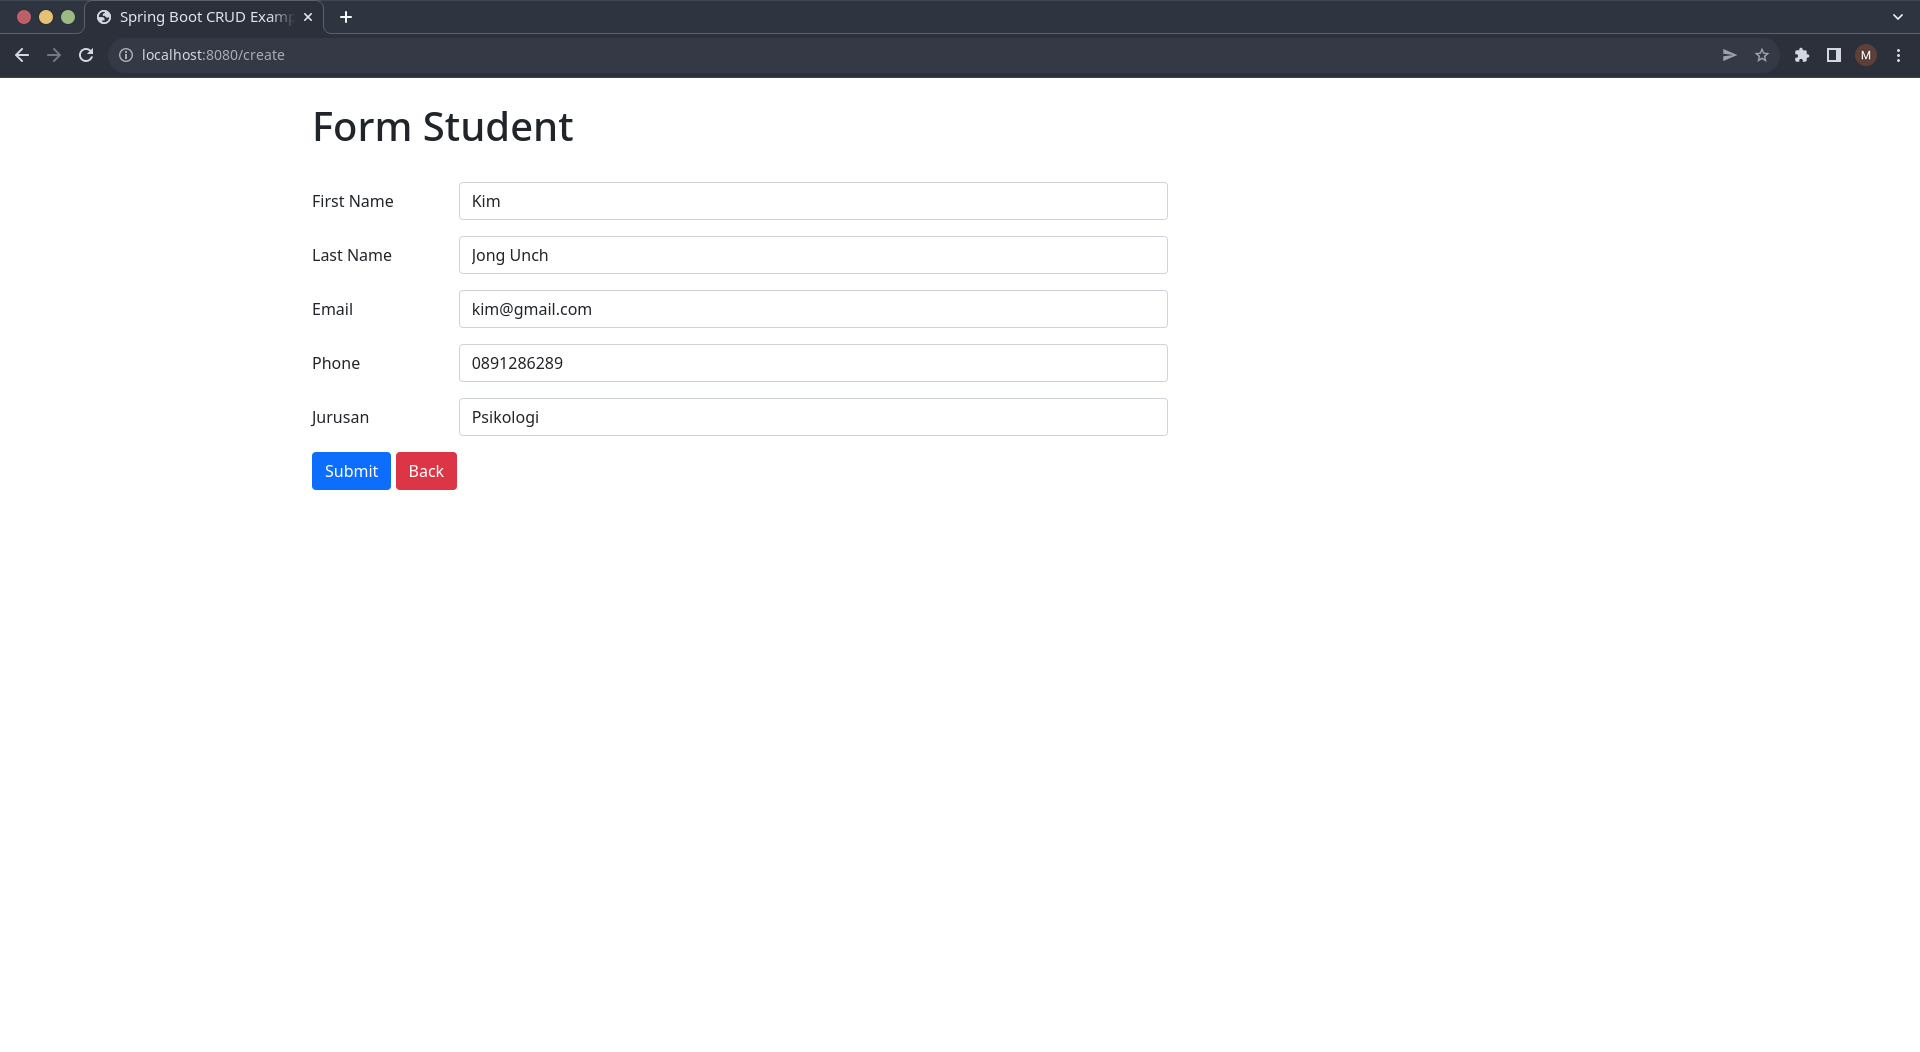 Spring Boot CRUD Examp
localhost:8080/create
M
Form Student
First Name Kim
Last Name Jong Unch
Email kim@gmail.com
Phone 0891286289
Jurusan Psikologi
Submit Back